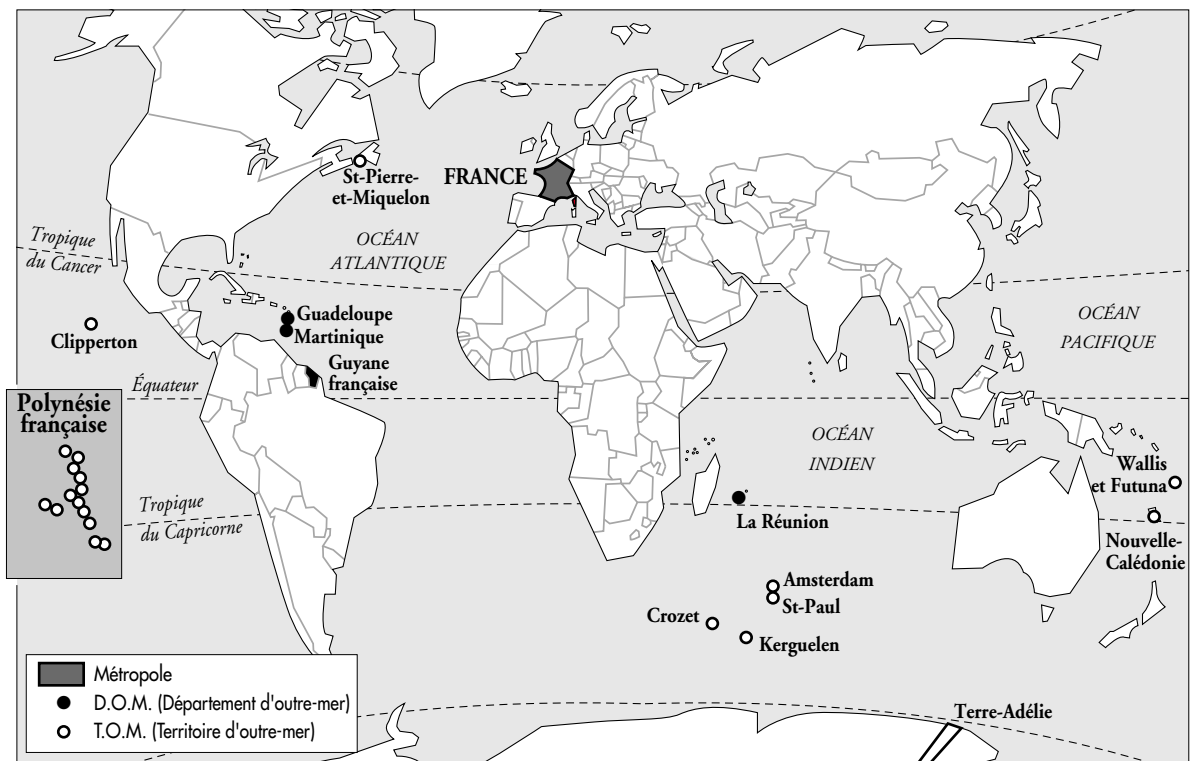 St-Pierre-
et-Miquelon
FRANCE
Tropique
du Cancer
OCÉAN
ATLANTIQUE
Guadeloupe
Martinique
Clipperton
Guyane
française
OCÉAN
PACIFIQUE
Équateur
Polynésie
française
OCÉAN
INDIEN
Wallis
et Futuna
Tropique
du Capricorne
La Réunion
Nouvelle-
Calédonie
Amsterdam
St-Paul
Crozet
Kerguelen
Métropole
D.O.M. (Département d'outre-mer)
T.O.M. (Territoire d'outre-mer)
Terre-Adélie